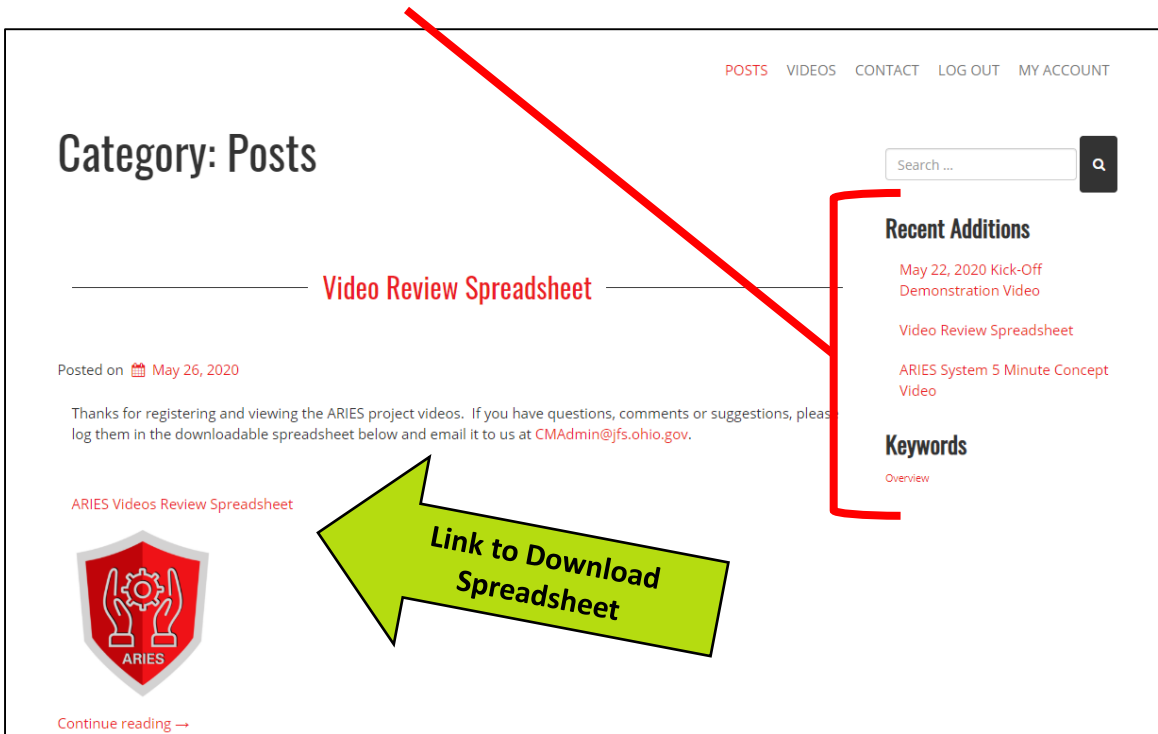 POSTS VIDEOS CONTACT LOG OUT MY ACCOUNT
Category: Posts
Search ...
Video Review Spreadsheet
Posted on May 26, 2020
Thanks for registering and viewing the ARIES project videos. If you have questions, comments or suggestions, please
log them in the downloadable spreadsheet below and email it to us at CMAdmin@jfs.ohio.gov.
ARIES Videos Review Spreadsheet
ARIES
Continue reading →
Link to Download
Spreadsheet
Recent Additions
May 22, 2020 Kick-Off
Demonstration Video
Video Review Spreadsheet
ARIES System 5 Minute Concept
Video
Keywords
Overview